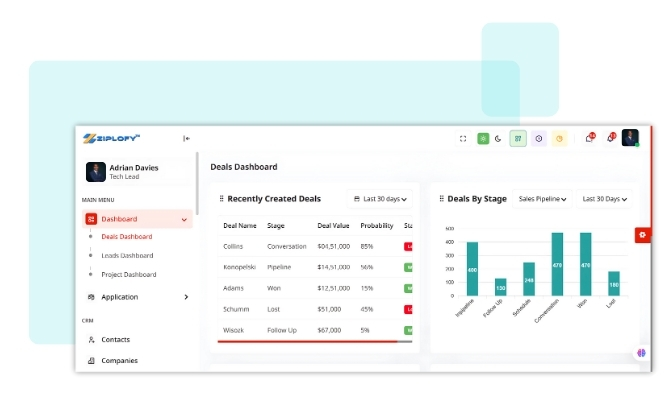 ZIPLOFY
Adrian Davies
Tech Lead
MAIN MENU
Dashboard
Deals Dashboard
Leads Dashboard
Project Dashboard
Application
CRM
Contacts
Companies
Deals Dashboard
Recently Created Deals
Last 30 days
Deal Name Stage Deal Value Probability Sta
Collins Conversation $04,51,000 85%
Konopelski Pipeline $14,51,000 56%
Adams Won $12,51,000 15%
Schumm Lost $51,000 45%
Wisozk Follow Up $67,000 5%
Deals By Stage
Sales Pipeline
Last 30 Days
500
400
300
200
100
0
400
130
248
470
470
180
Inpipeline
Follow Up
Schedule
Conversation
Won
Lost